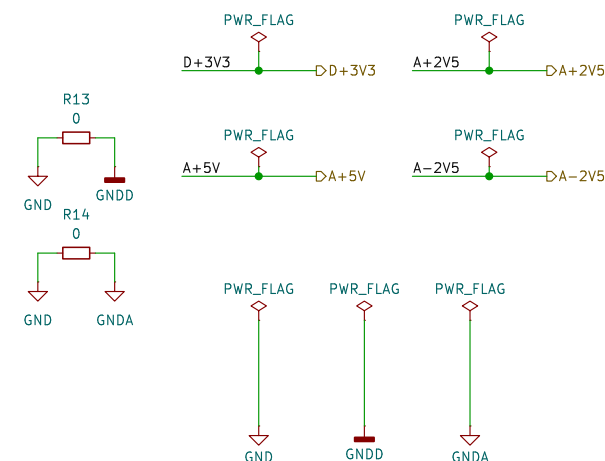 PWR_FLAG
PWR_FLAG
D+3V3
D+3V3
A+2V5
A+2V5
R13
0
GND
GNDD
PWR_FLAG
PWR_FLAG
A+5V
A+5V
A-2V5
A-2V5
R14
0
GND
GNDA
PWR_FLAG
PWR_FLAG
PWR_FLAG
GND
GNDD
GNDA